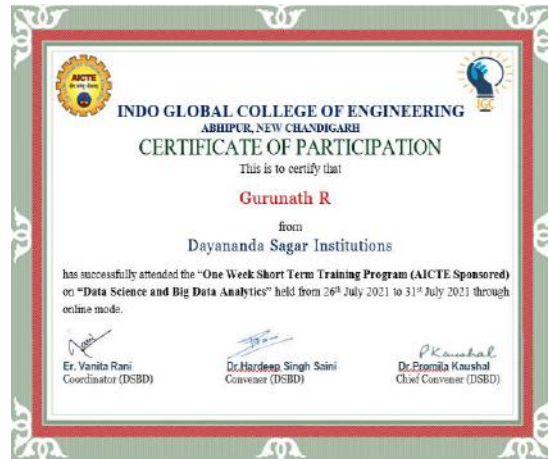 AICTE
IGC
INDO GLOBAL COLLEGE OF ENGINEERING
ABHIPUR, NEW CHANDIGARH
CERTIFICATE OF PARTICIPATION
This is to certify that
Gurunath R
from
Dayananda Sagar Institutions
has successfully attended the "One Week Short Term Training Program (AICTE Sponsored)
on "Data Science and Big Data Analytics" held from 26th July 2021 to 31st July 2021 through
online mode.
Rani
PKaushal
Er. Vanita Rani
Dr.Hardeep Singh Saini
Dr.Promila Kaushal
Coordinator (DSBD)
Convener (DSBD)
Chief Convener (DSBD)